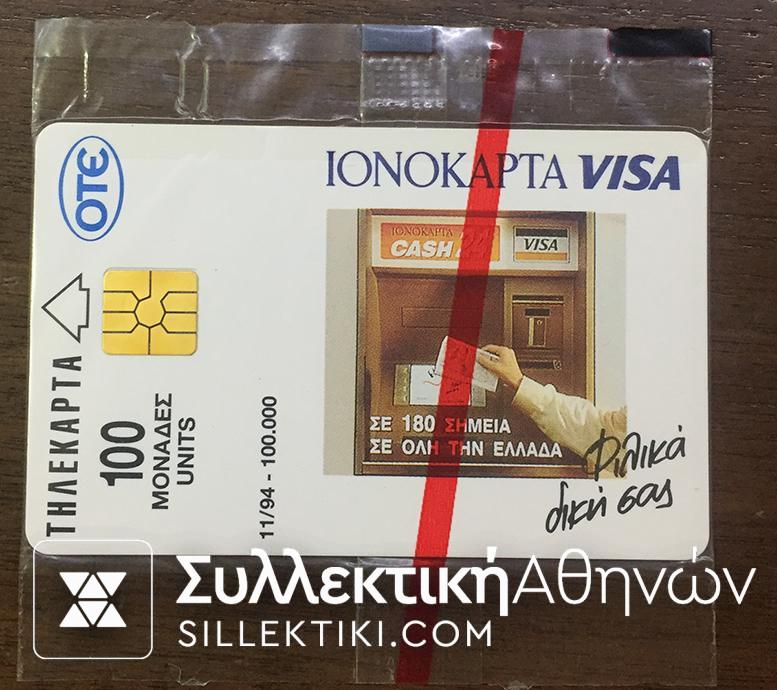 ΟΤΕ
ΙΟΝΟΚΑΡΤΑ VISA
ΙΟΝΟΚΑΡΤΑ
CASH 24
VISA
ΣΕ 180 ΣΗΜΕΙΑ
ΣΕ ΟΛΗ ΤΗΝ ΕΛΛΑΔΑ
Φιλικά
δική σας
ΤΗΛΕΚΑΡΤΑ
100
ΜΟΝΑΔΕΣ
UNITS
11/94 - 100.000
ΣυλλεκτικήΑθηνών
SILLEKTIKI.COM